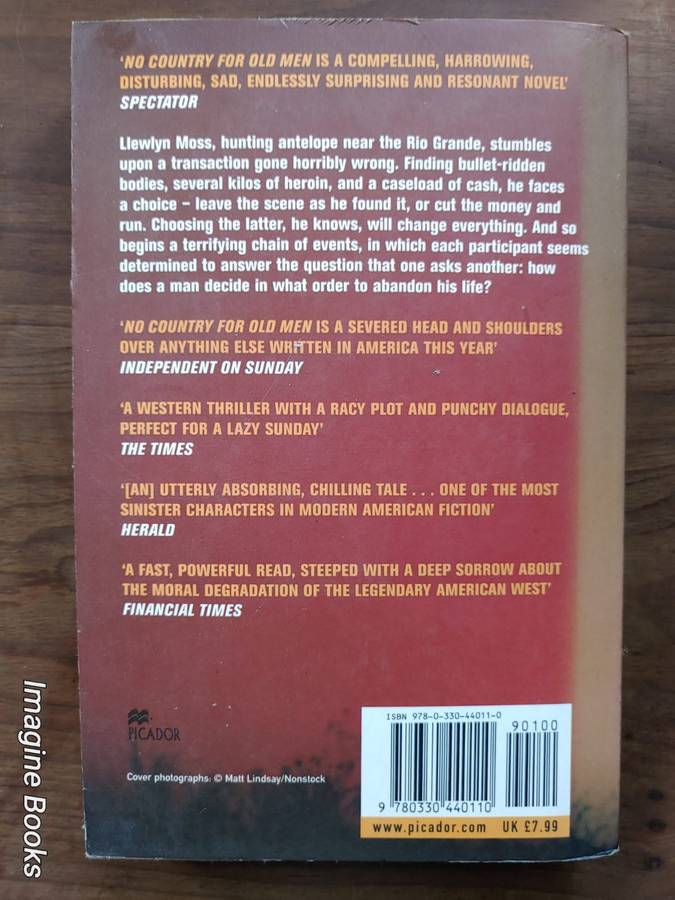 'NO COUNTRY FOR OLD MEN IS A COMPELLING, HARROWING,
DISTURBING, SAD, ENDLESSLY SURPRISING AND RESONANT NOVEL'
SPECTATOR
Llewlyn Moss, hunting antelope near the Rio Grande, stumbles
upon a transaction gone horribly wrong. Finding bullet-ridden
bodies, several kilos of heroin, and a caseload of cash, he faces
a choice – leave the scene as he found it, or cut the money and
run. Choosing the latter, he knows, will change everything. And so
begins a terrifying chain of events, in which each participant seems
determined to answer the question that one asks another: how
does a man decide in what order to abandon his life?
'NO COUNTRY FOR OLD MEN IS A SEVERED HEAD AND SHOULDERS
OVER ANYTHING ELSE WRITTEN IN AMERICA THIS YEAR'
INDEPENDENT ON SUNDAY
'A WESTERN THRILLER WITH A RACY PLOT AND PUNCHY DIALOGUE,
PERFECT FOR A LAZY SUNDAY'
THE TIMES
'[AN] UTTERLY ABSORBING, CHILLING TALE . . . ONE OF THE MOST
SINISTER CHARACTERS IN MODERN AMERICAN FICTION'
HERALD
'A FAST, POWERFUL READ, STEEPED WITH A DEEP SORROW ABOUT
THE MORAL DEGRADATION OF THE LEGENDARY AMERICAN WEST'
FINANCIAL TIMES
PICADOR
Cover photographs: © Matt Lindsay/Nonstock
ISBN 978-0-330-44011-0
90100
9 780330 440110
www.picador.com UK £7.99
Imagine Books